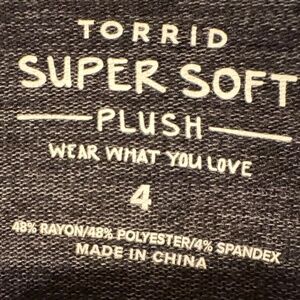 TORRID
SUPER SOFT
PLUSH
WEAR WHAT YOU LOVE
4
48% RAYON/48% POLYESTER/4% SPANDEX
MADE IN CHINA